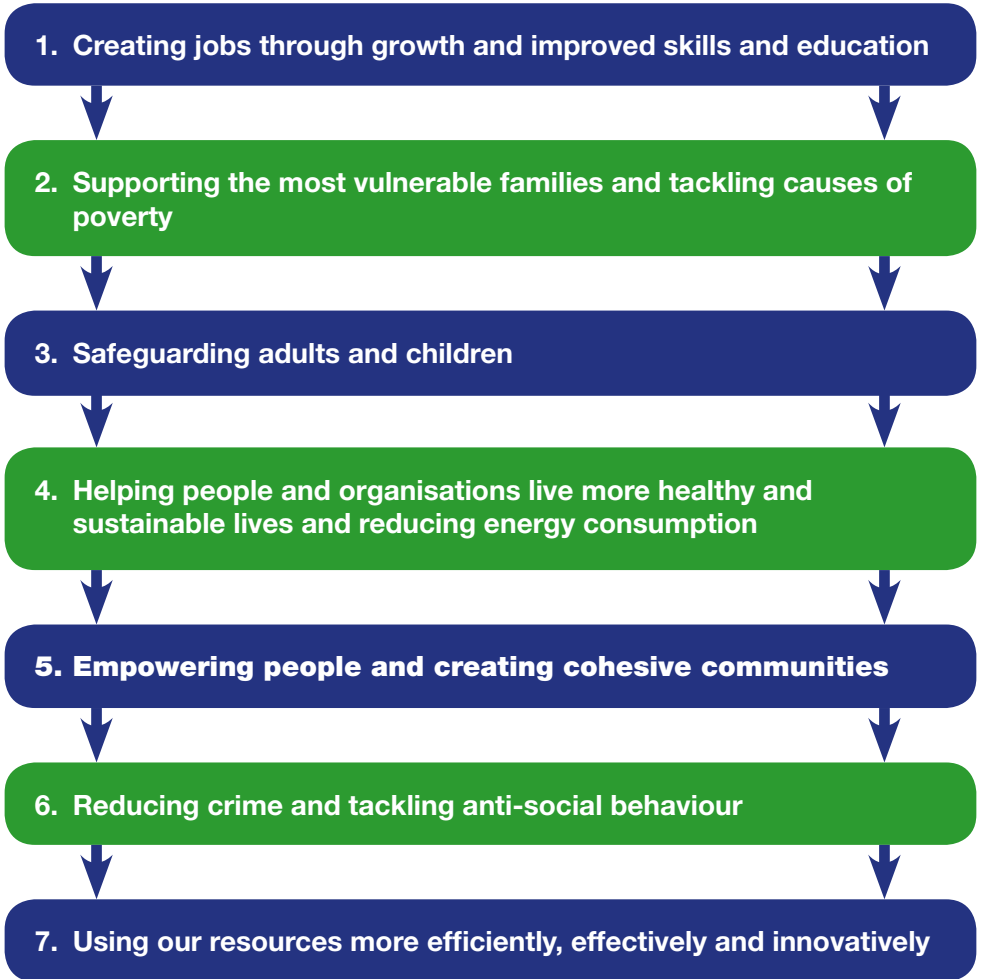 1. Creating jobs through growth and improved skills and education
2. Supporting the most vulnerable families and tackling causes of
poverty
3. Safeguarding adults and children
4. Helping people and organisations live more healthy and
sustainable lives and reducing energy consumption
5. Empowering people and creating cohesive communities
6. Reducing crime and tackling anti-social behaviour
7. Using our resources more efficiently, effectively and innovatively